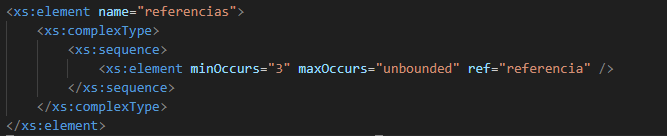 <xs:element name="referencias">
    <xs:complexType>
        <xs:sequence>
            <xs:element minOccurs="3" maxOccurs="unbounded" ref="referencia" />
        </xs:sequence>
    </xs:complexType>
</xs:element>